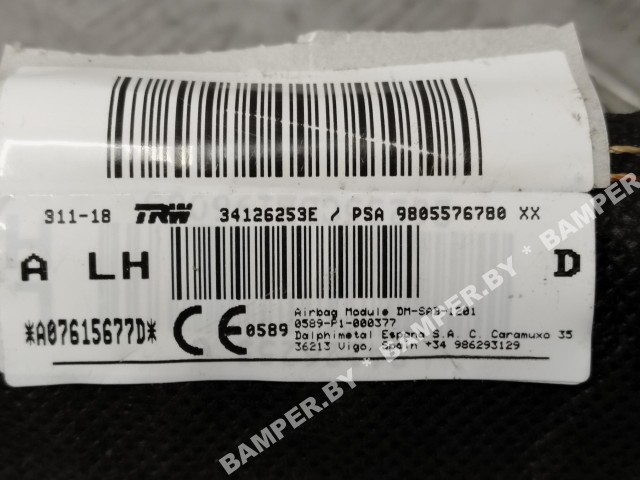 311-18 TRW 34126253E / PSA 9805576780 XX
A LH D
*A07615677D* CE 0589 Airbag Module DM-SAB-1201
0589-P1-000377
Dalphimetal Espana S.A. C. Caramuxo 35
36213 Vigo, Spain +34 986293129
BAMPER.BY * BAMPER.BY * BAMPER.BY